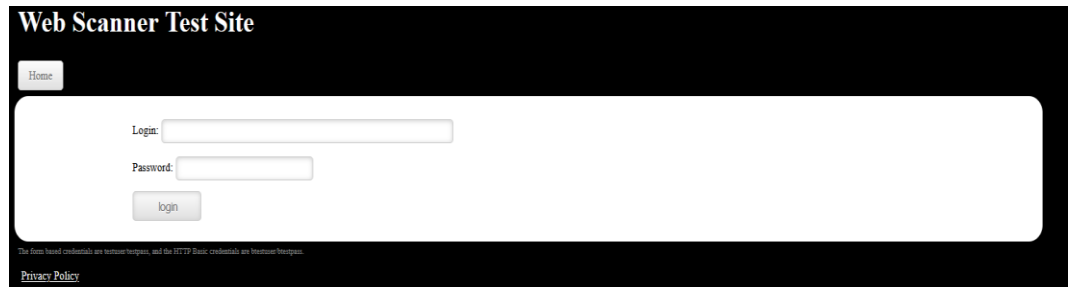 Web Scanner Test Site
Home
Login:
Password:
login
The form based credentials are testuser/testpass, and the HTTP Basic credentials are btestuser/btestpass.
Privacy Policy